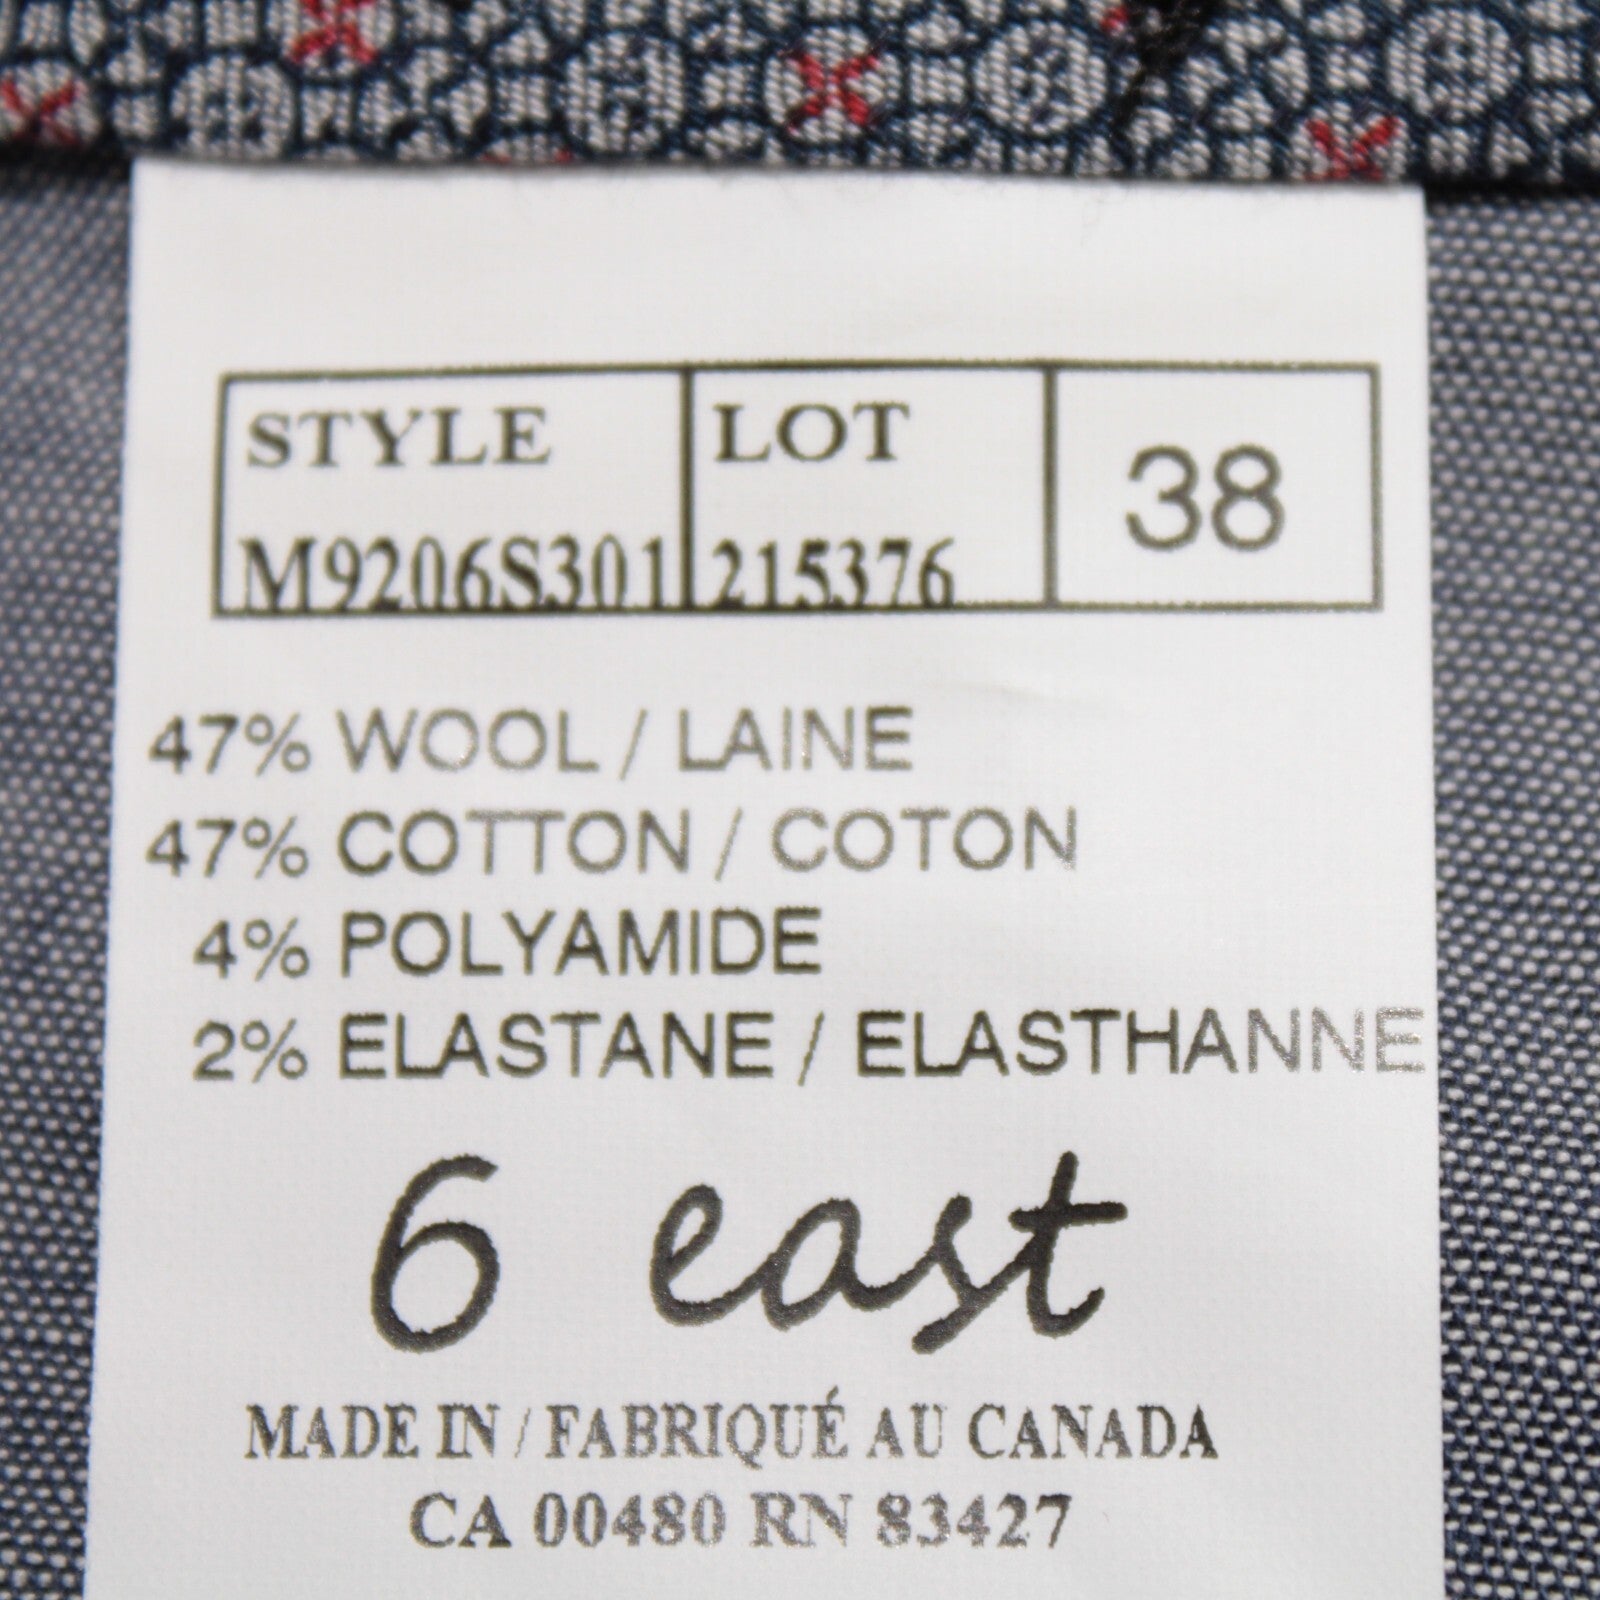 STYLE LOT 38
M9206S301 215376
47% WOOL / LAINE
47% COTTON / COTON
4% POLYAMIDE
2% ELASTANE / ELASTHANNE
6 east
MADE IN / FABRIQUÉ AU CANADA
CA 00480 RN 83427